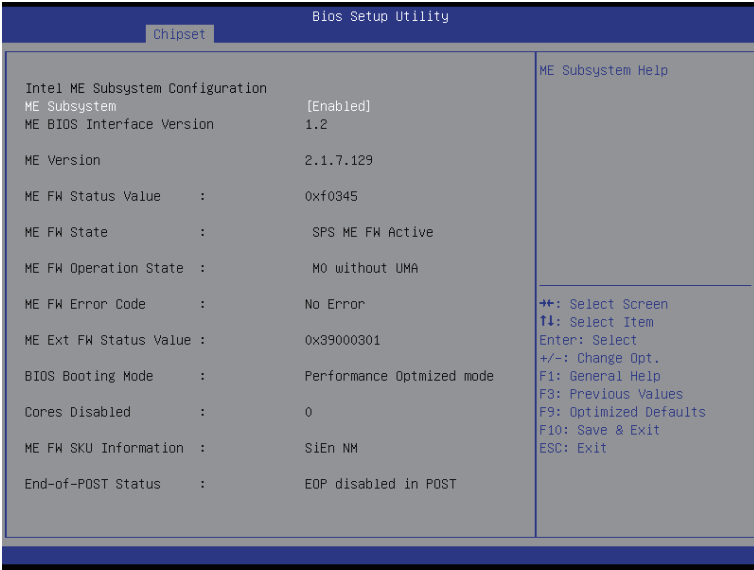 Bios Setup Utility
Chipset
Intel ME Subsystem Configuration
ME Subsystem [Enabled]
ME BIOS Interface Version 1.2
ME Version 2.1.7.129
ME FW Status Value : 0xf0345
ME FW State : SPS ME FW Active
ME FW Operation State : M0 without UMA
ME FW Error Code : No Error
ME Ext FW Status Value : 0x39000301
BIOS Booting Mode : Performance Optmized mode
Cores Disabled : 0
ME FW SKU Information : SiEn NM
End-of-POST Status : EOP disabled in POST
ME Subsystem Help
→←: Select Screen
↑↓: Select Item
Enter: Select
+/-: Change Opt.
F1: General Help
F3: Previous Values
F9: Optimized Defaults
F10: Save & Exit
ESC: Exit